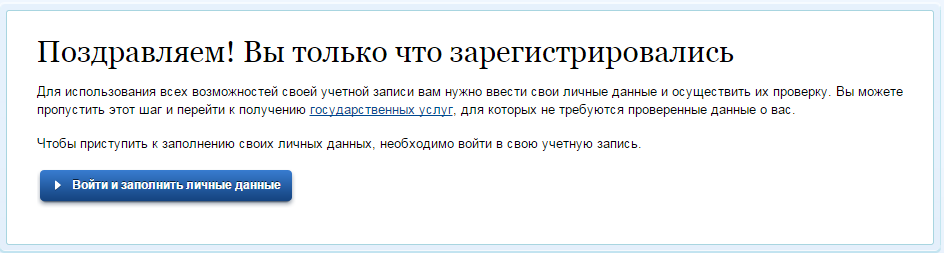 Поздравляем! Вы только что зарегистрировались
Для использования всех возможностей своей учетной записи вам нужно ввести свои личные данные и осуществить их проверку. Вы можете
пропустить этот шаг и перейти к получению государственных услуг, для которых не требуются проверенные данные о вас.
Чтобы приступить к заполнению своих личных данных, необходимо войти в свою учетную запись.
Войти и заполнить личные данные